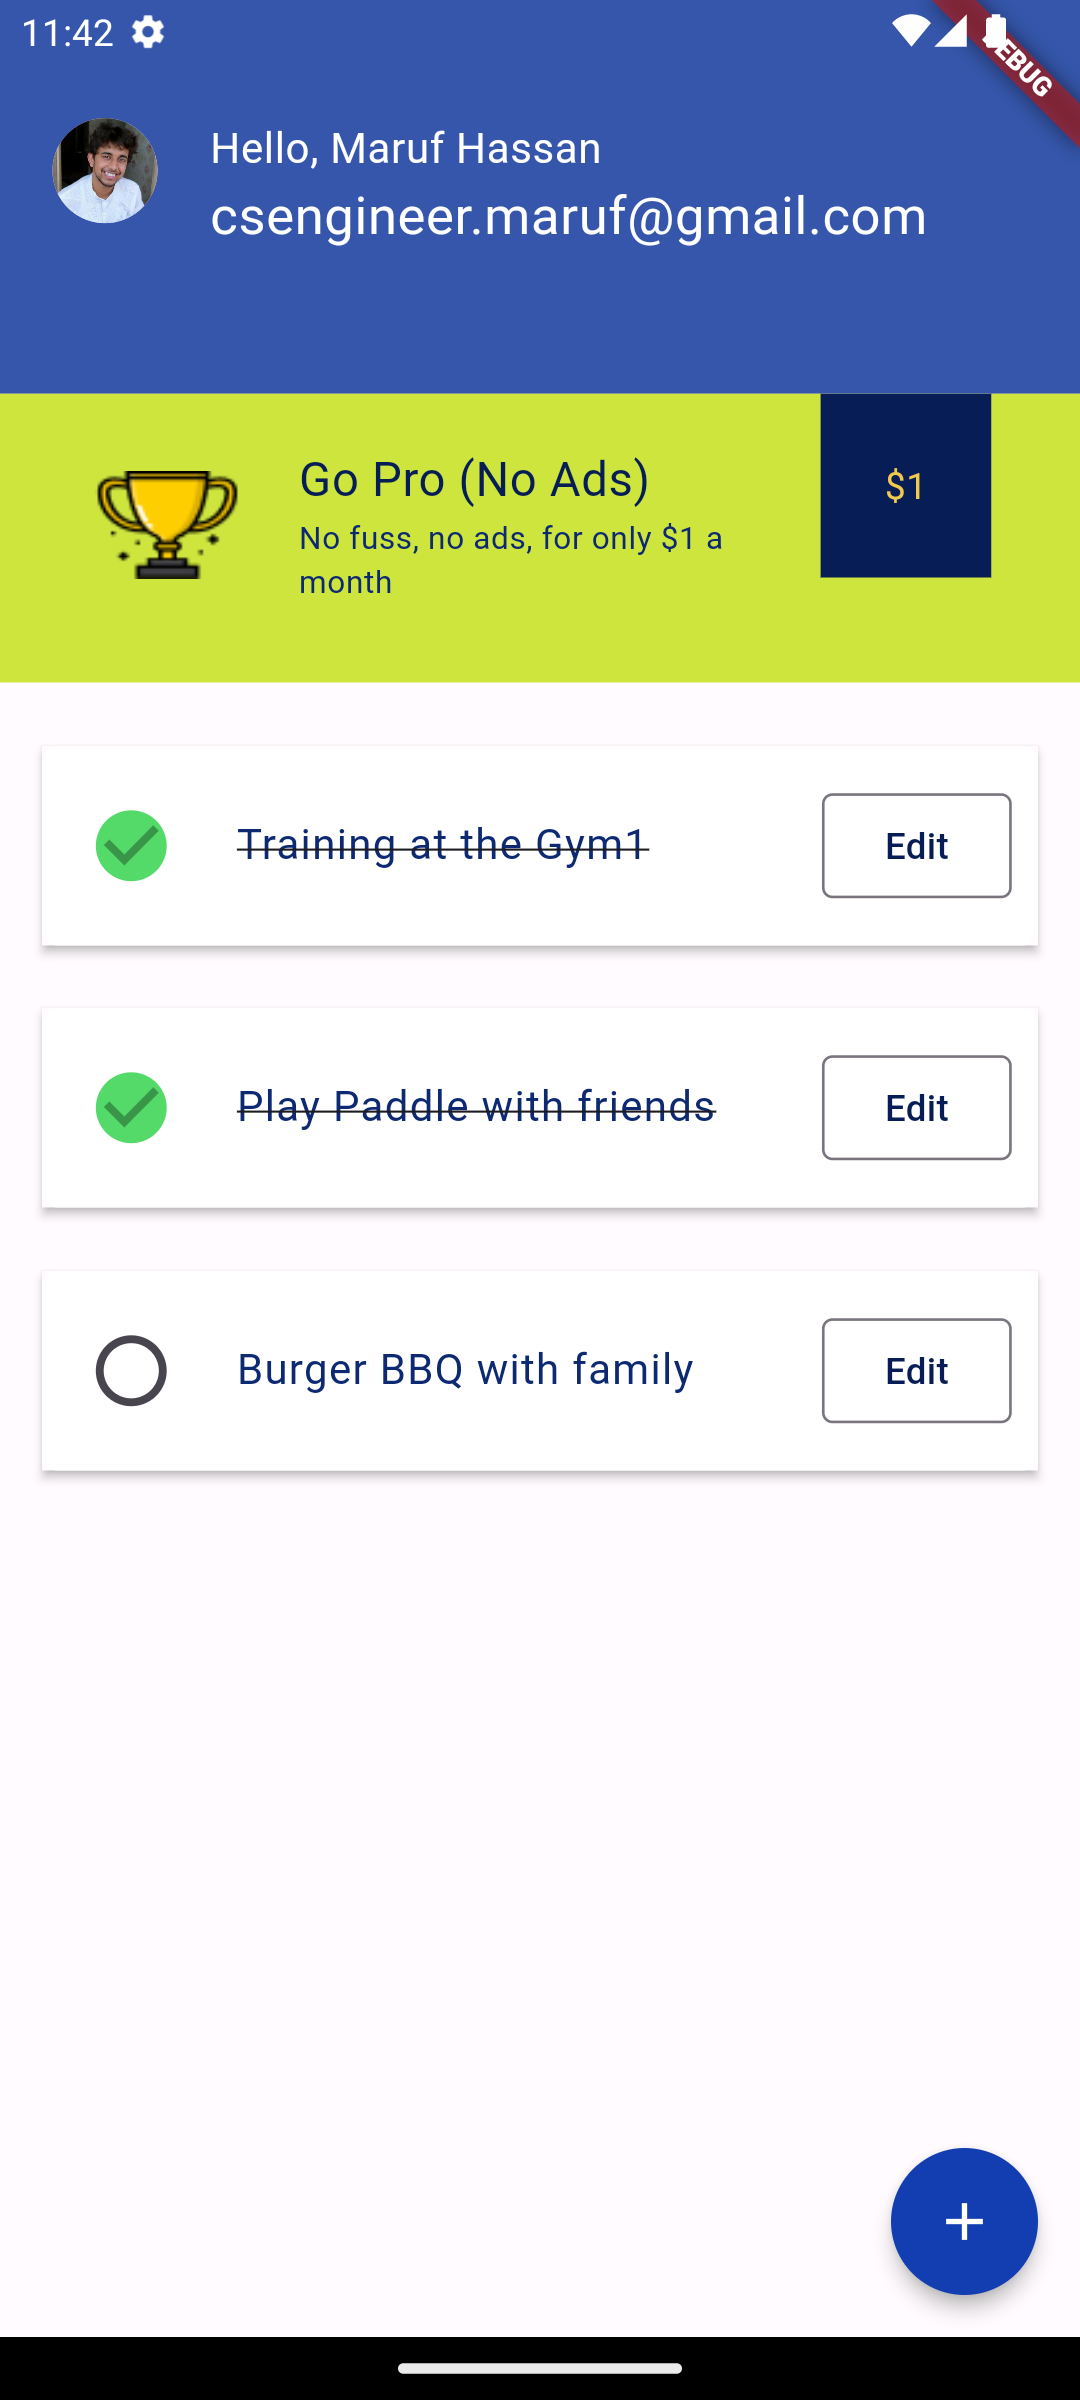 11:42
DEBUG
Hello, Maruf Hassan
csengineer.maruf@gmail.com
Go Pro (No Ads)
No fuss, no ads, for only $1 a
month
$1
Training at the Gym1
Edit
Play Paddle with friends
Edit
Burger BBQ with family
Edit